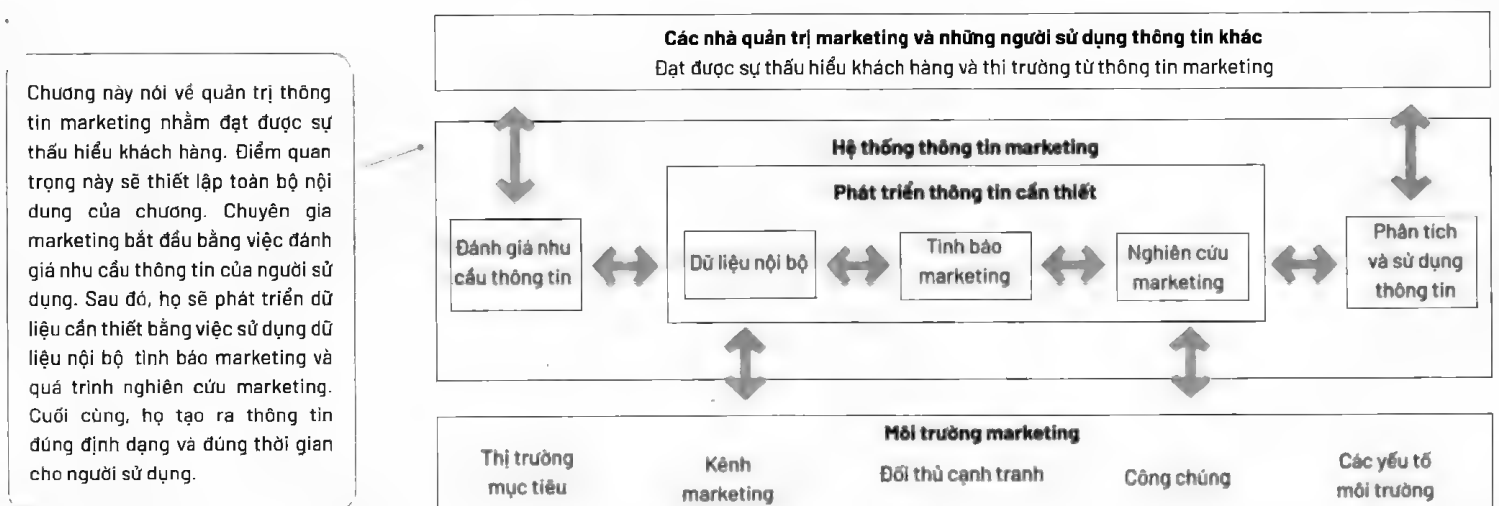 Chương này nói về quản trị thông
tin marketing nhằm đạt được sự
thấu hiểu khách hàng. Điểm quan
trọng này sẽ thiết lập toàn bộ nội
dung của chương. Chuyên gia
marketing bắt đầu bằng việc đánh
giá nhu cầu thông tin của người sử
dụng. Sau đó, họ sẽ phát triển dữ
liệu cần thiết bằng việc sử dụng dữ
liệu nội bộ tình báo marketing và
quá trình nghiên cứu marketing.
Cuối cùng, họ tạo ra thông tin
đúng định dạng và đúng thời gian
cho người sử dụng.
Các nhà quản trị marketing và những người sử dụng thông tin khác
Đạt được sự thấu hiểu khách hàng và thị trường từ thông tin marketing
Hệ thống thông tin marketing
Phát triển thông tin cần thiết
Đánh giá nhu
cầu thông tin
Dữ liệu nội bộ
Tình báo
marketing
Nghiên cứu
marketing
Phân tích
và sử dụng
thông tin
Môi trường marketing
Thị trường
mục tiêu
Kênh
marketing
Đối thủ cạnh tranh
Công chúng
Các yếu tố
môi trường